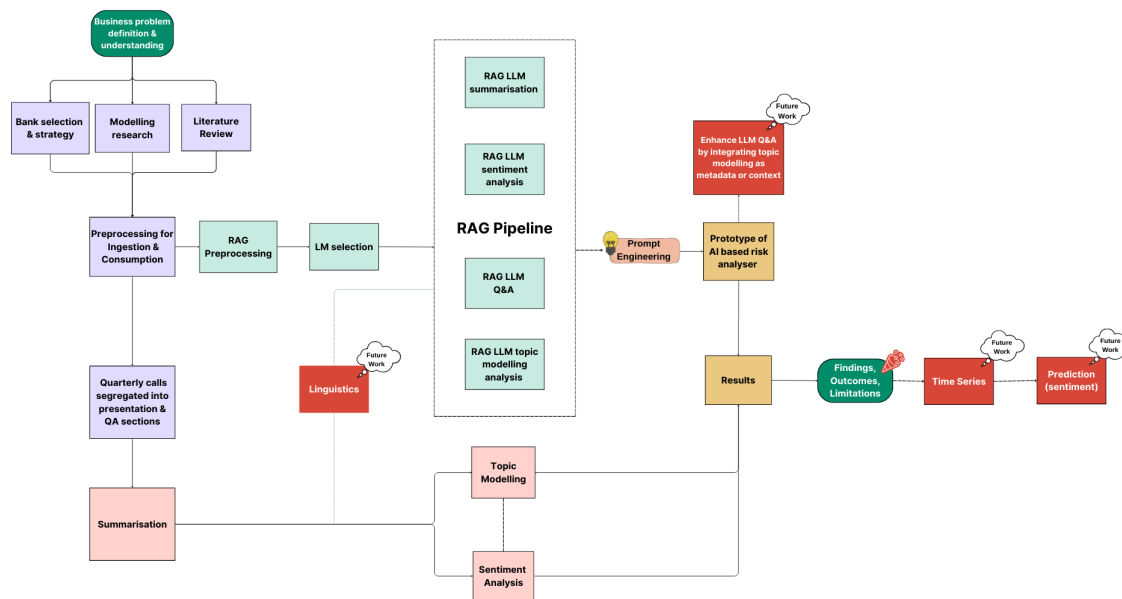 Business problem
definition &
understanding
Bank selection
& strategy
Modelling
research
Literature
Review
Preprocessing for
Ingestion &
Consumption
RAG
Preprocessing
LM selection
RAG LLM
summarisation
RAG LLM
sentiment
analysis
RAG Pipeline
RAG LLM
Q&A
RAG LLM topic
modelling
analysis
Prompt
Engineering
Future
Work
Enhance LLM Q&A
by integrating topic
modelling as
metadata or context
Prototype of
AI based risk
analyser
Quarterly calls
segregated into
presentation &
QA sections
Future
Work
Linguistics
Results
Findings,
Outcomes,
Limitations
Future
Work
Time Series
Future
Work
Prediction
(sentiment)
Summarisation
Topic
Modelling
Sentiment
Analysis